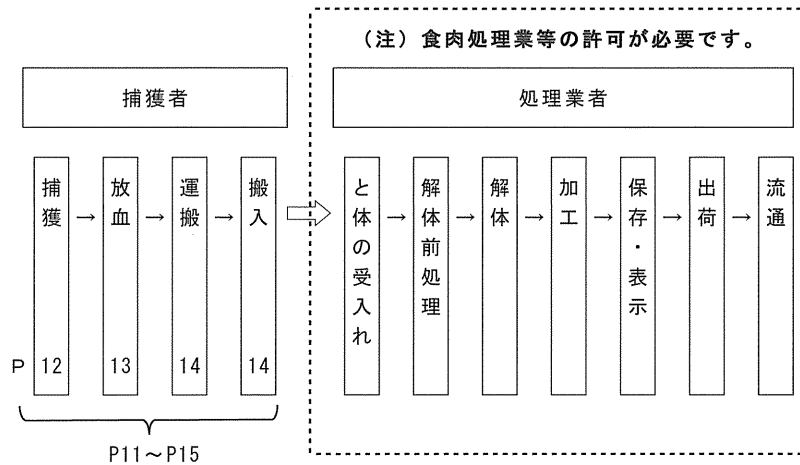 （注）食肉処理業等の許可が必要です。
捕獲者
処理業者
捕獲
→
放血
→
運搬
→
搬入
と体の受入れ
→
解体前処理
→
解体
→
加工
→
保存・表示
→
出荷
→
流通
P 12 13 14 14
P11～P15